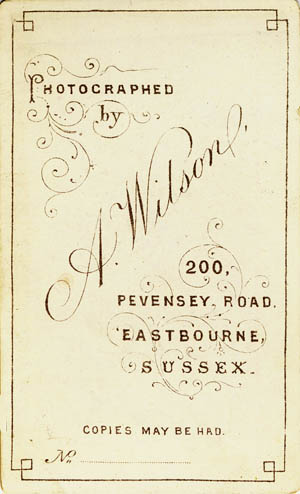 PHOTOGRAPHED
by
A. Wilson,
200,
PEVENSEY ROAD,
EASTBOURNE,
SUSSEX.
COPIES MAY BE HAD.
No